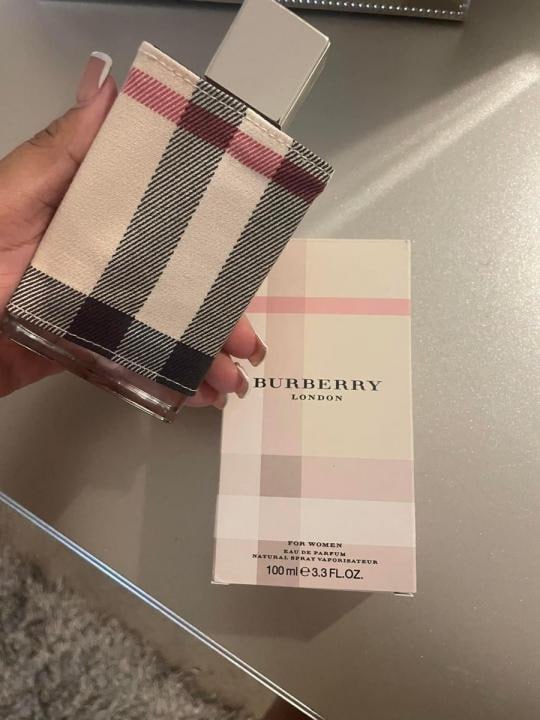 BURBERRY
LONDON
FOR WOMEN
EAU DE PARFUM
NATURAL SPRAY VAPORISATEUR
100 ml ℮ 3.3 FL.OZ.